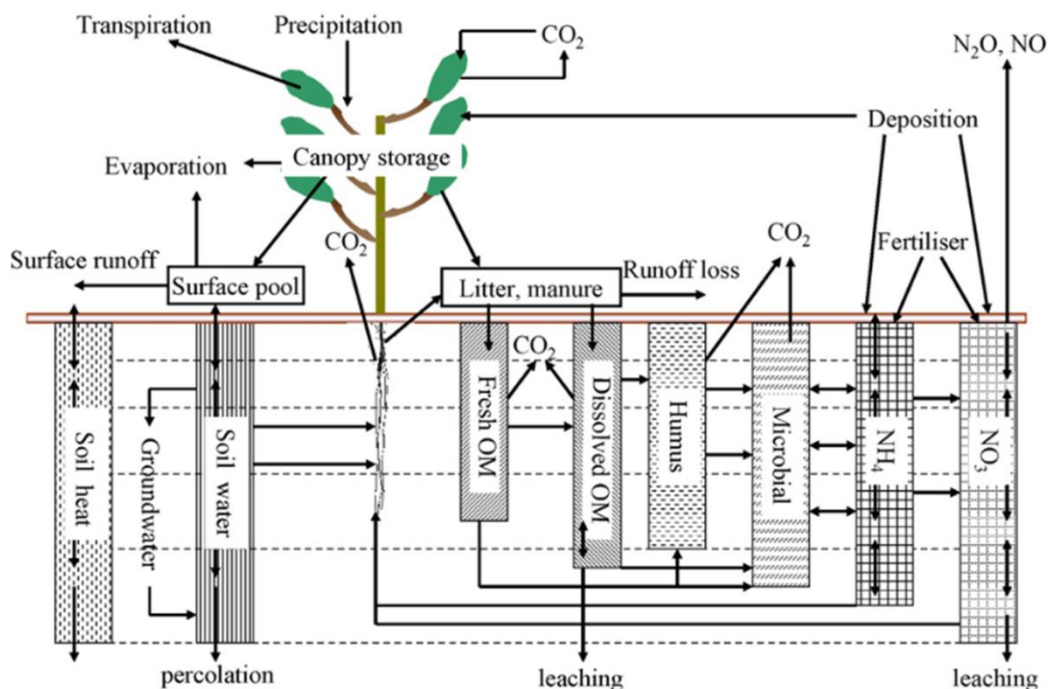 Transpiration
Precipitation
CO₂
N₂O, NO
Deposition
Canopy storage
Evaporation
CO₂
CO₂
Fertiliser
Surface runoff
Surface pool
Litter, manure
Runoff loss
CO₂
Soil heat
Groundwater
Soil water
Fresh OM
Dissolved OM
Humus
Microbial
NH₄
NO₃
percolation
leaching
leaching